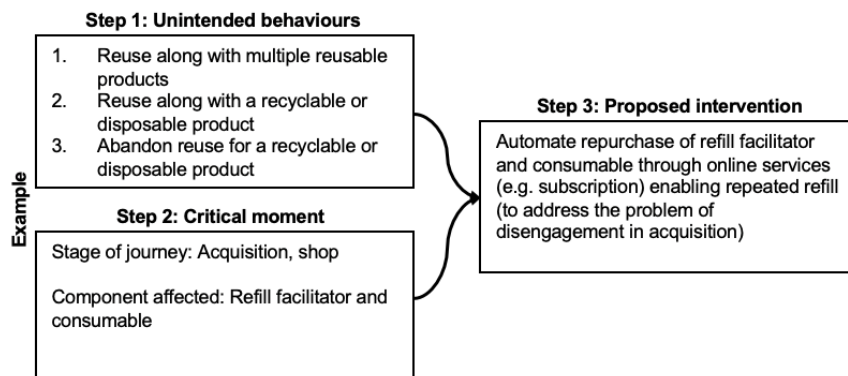 Step 1: Unintended behaviours
1. Reuse along with multiple reusable
products
2. Reuse along with a recyclable or
disposable product
3. Abandon reuse for a recyclable or
disposable product
Example
Step 2: Critical moment
Stage of journey: Acquisition, shop
Component affected: Refill facilitator and
consumable
Step 3: Proposed intervention
Automate repurchase of refill facilitator
and consumable through online services
(e.g. subscription) enabling repeated refill
(to address the problem of
disengagement in acquisition)